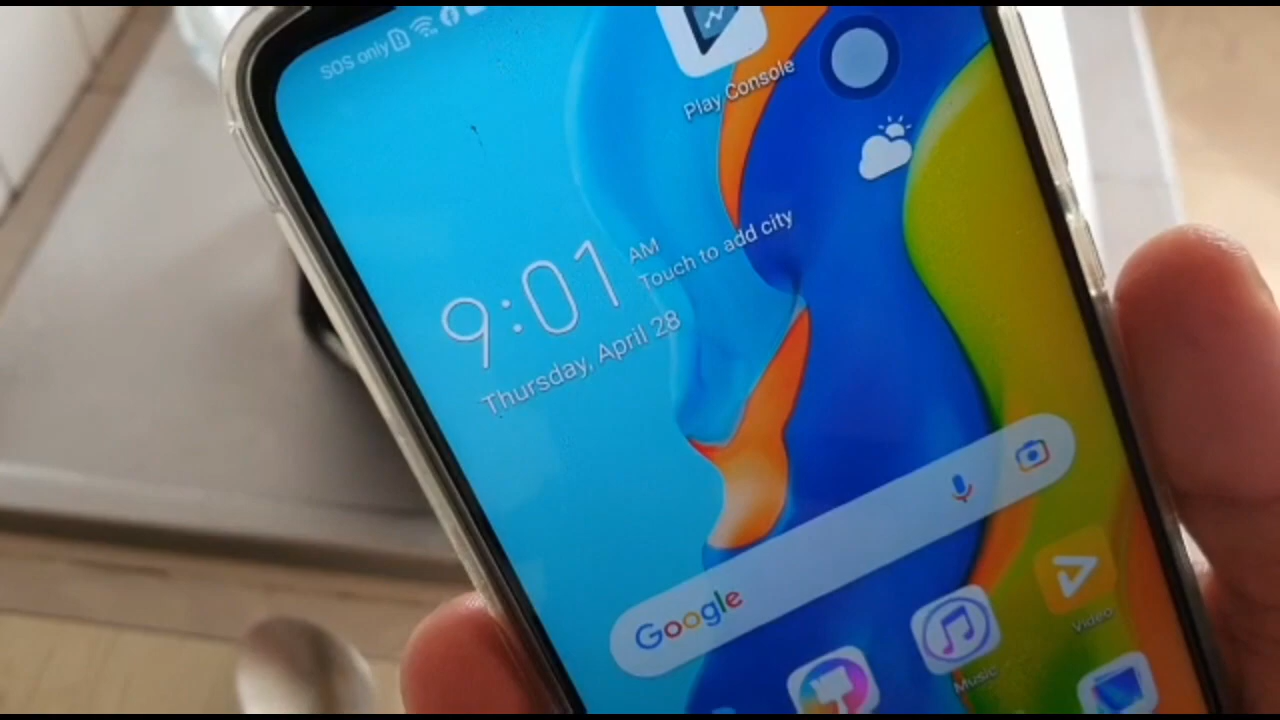 SOS only
Play Console
9:01
AM
Touch to add city
Thursday, April 28
Google
Music
Video